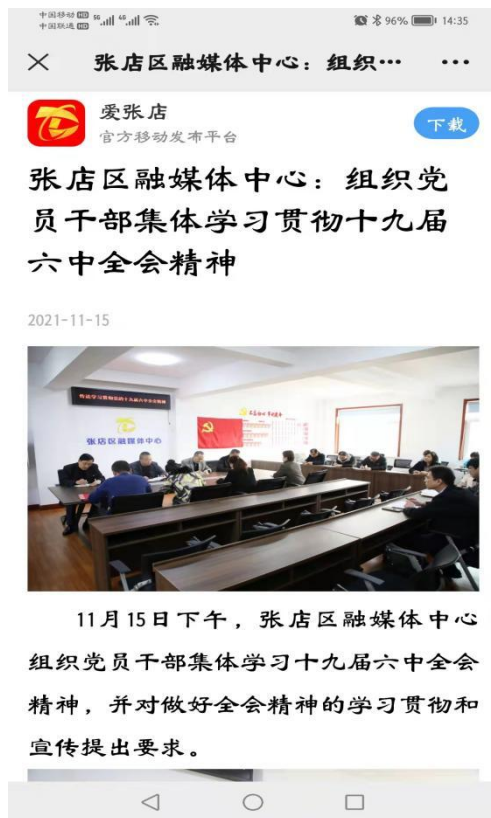 中国移动 HD 5G 4G
中国联通 HD
96% 14:35
张店区融媒体中心：组织…
爱张店
官方移动发布平台
下载
张店区融媒体中心：组织党
员干部集体学习贯彻十九届
六中全会精神
2021-11-15
张店区融媒体中心
11月15日下午，张店区融媒体中心
组织党员干部集体学习十九届六中全会
精神，并对做好全会精神的学习贯彻和
宣传提出要求。